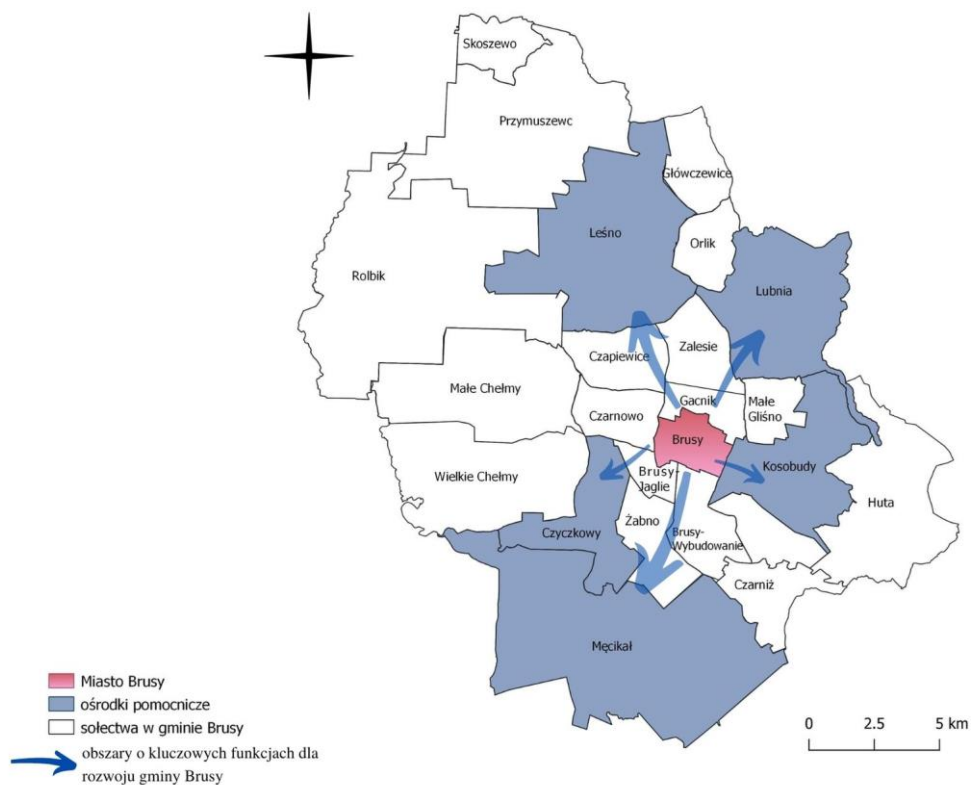 Skoszewo
Przymuszewc
Główczewice
Leśno
Orlik
Rolbik
Lubnia
Zalesie
Czapiewice
Małe Chełmy
Gacnik
Małe
Gliśno
Czarnowo
Brusy
Kosobudy
Wielkie Chełmy
Brusy-
Jaglie
Huta
Żabno
Czyczkowy
Brusy-
Wybudowanie
Czarniż
Męcikał
Miasto Brusy
ośrodki pomocnicze
sołectwa w gminie Brusy
obszary o kluczowych funkcjach dla
rozwoju gminy Brusy
0 2.5 5 km